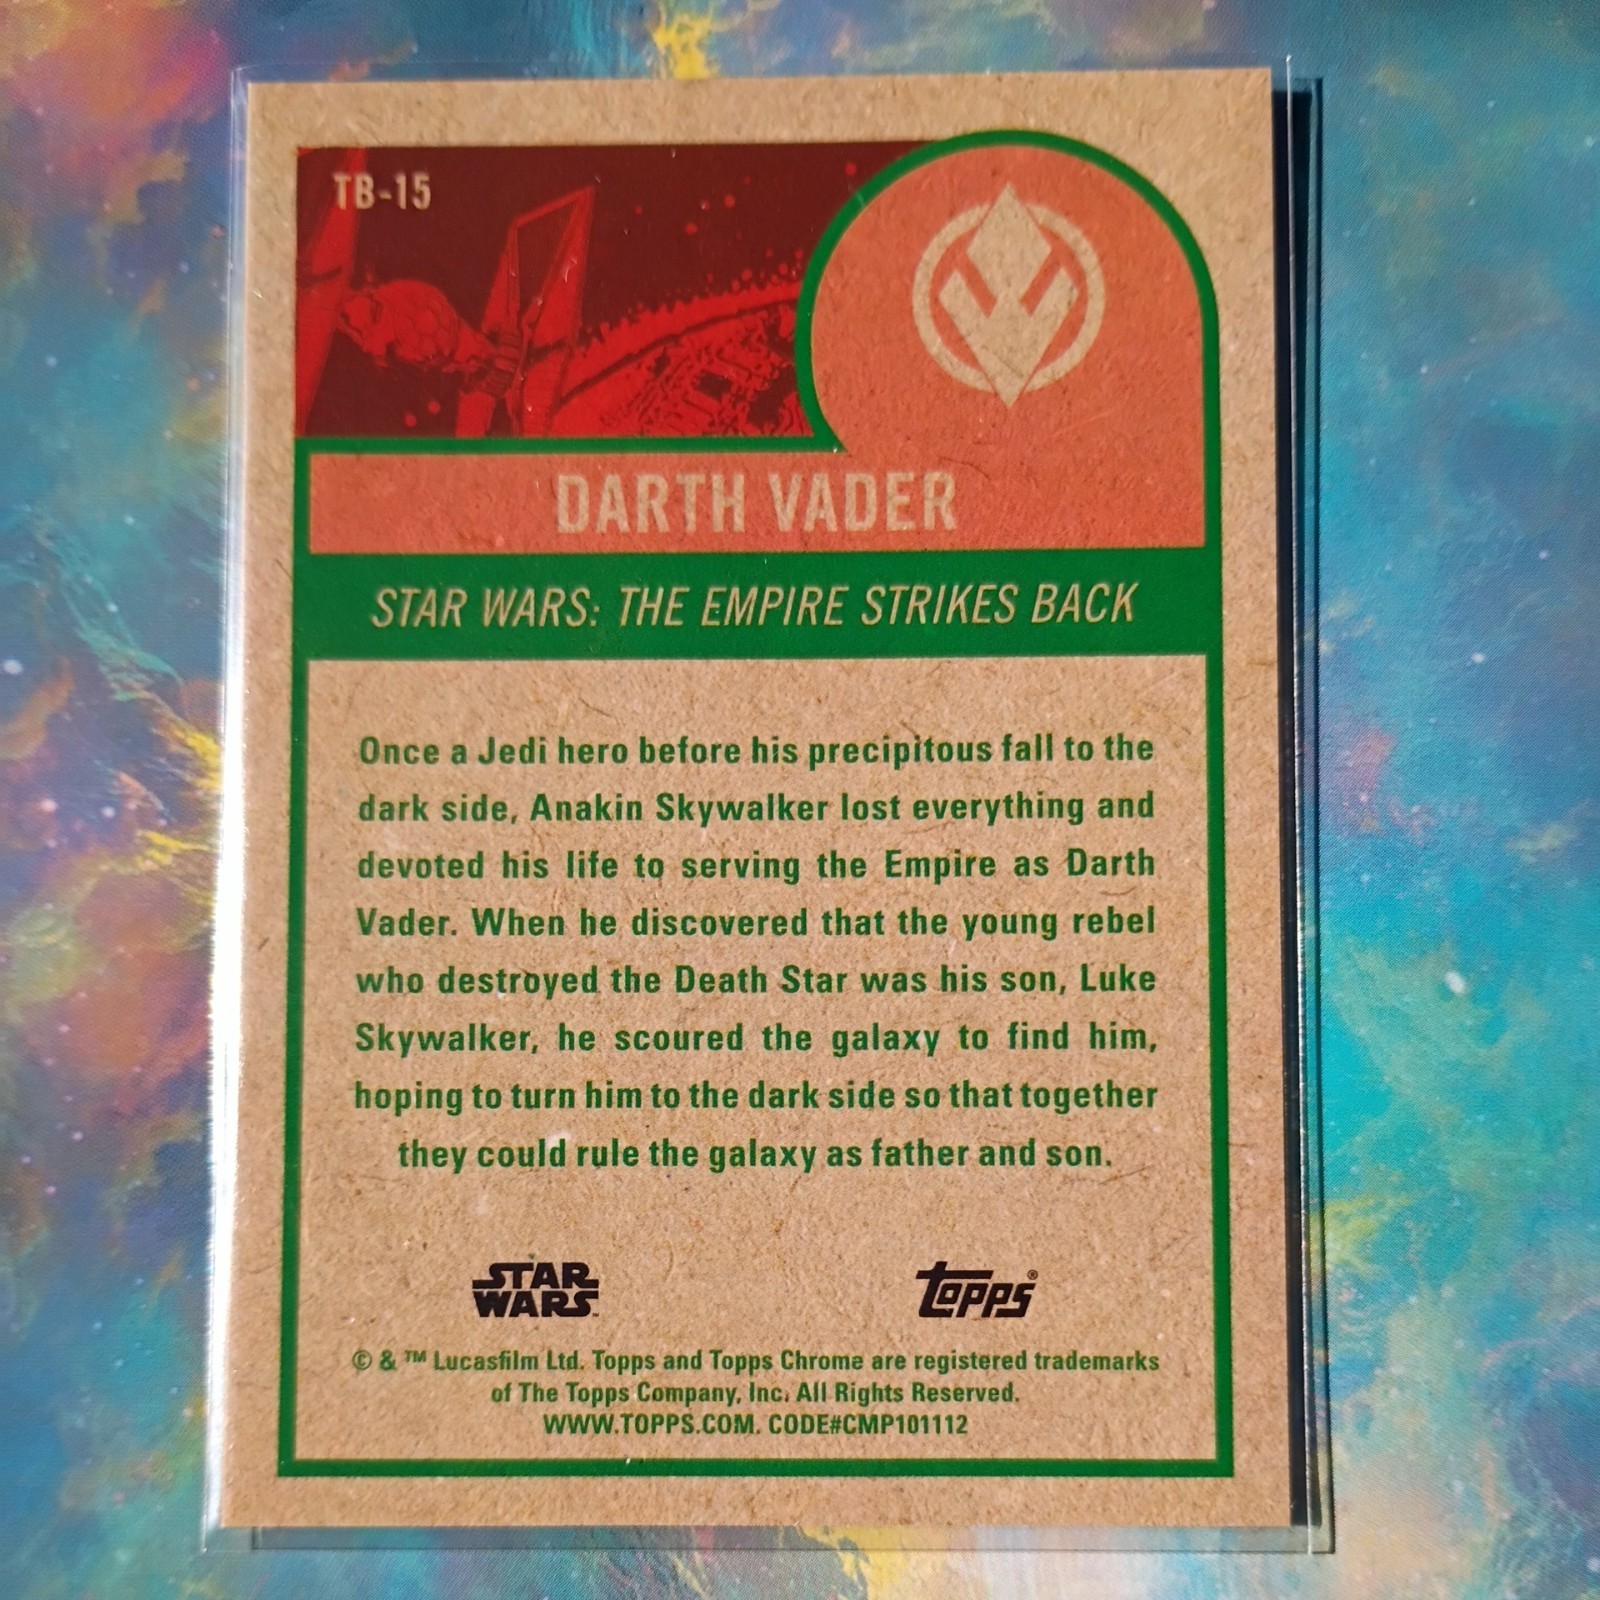 TB-15
DARTH VADER
STAR WARS: THE EMPIRE STRIKES BACK
Once a Jedi hero before his precipitous fall to the
dark side, Anakin Skywalker lost everything and
devoted his life to serving the Empire as Darth
Vader. When he discovered that the young rebel
who destroyed the Death Star was his son, Luke
Skywalker, he scoured the galaxy to find him,
hoping to turn him to the dark side so that together
they could rule the galaxy as father and son.
STAR
WARS™
Topps®
© & ™ Lucasfilm Ltd. Topps and Topps Chrome are registered trademarks
of The Topps Company, Inc. All Rights Reserved.
WWW.TOPPS.COM. CODE#CMP101112